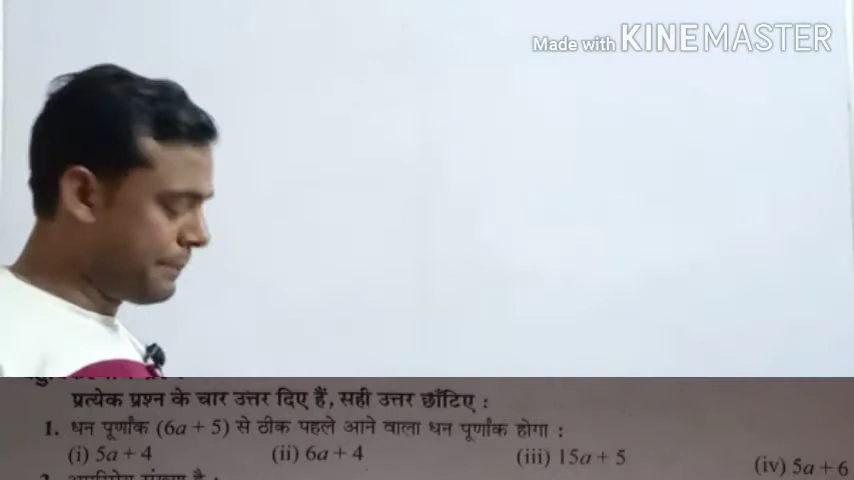 Made with KINEMASTER
प्रत्येक प्रश्न के चार उत्तर दिए हैं, सही उत्तर छाँटिए :
1. धन पूर्णांक (6a + 5) से ठीक पहले आने वाला धन पूर्णांक होगा :
(i) 5a + 4 (ii) 6a + 4 (iii) 15a + 5 (iv) 5a + 6